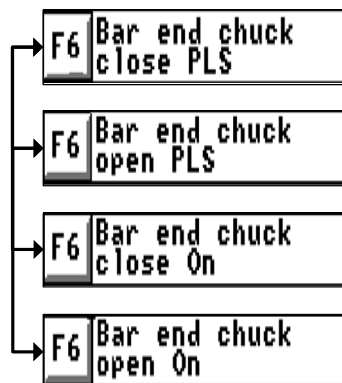 F6 Bar end chuck
close PLS
F6 Bar end chuck
open PLS
F6 Bar end chuck
close On
F6 Bar end chuck
open On